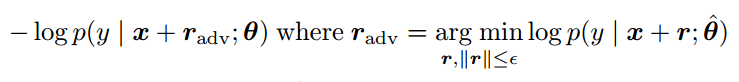 − log p(y | x + r_adv; θ) where r_adv = arg min log p(y | x + r; θ̂)
r,‖r‖≤ϵ